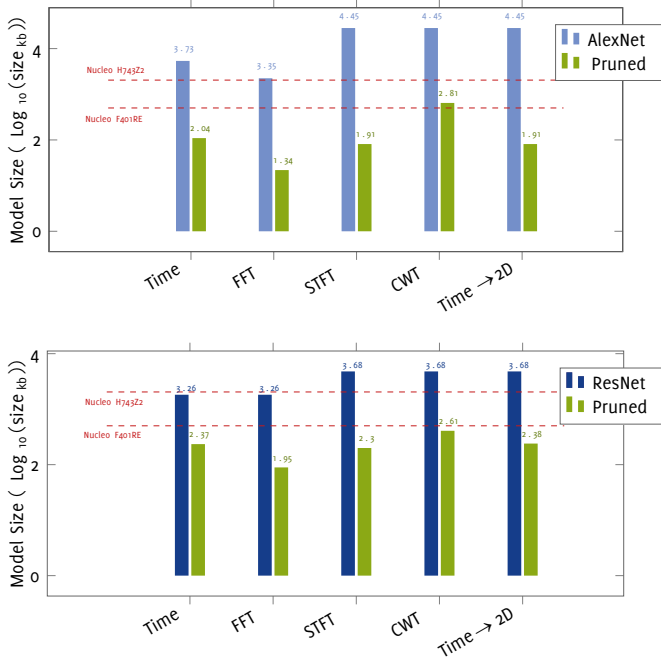 4.45 4.45 4.45
AlexNet
Pruned
3.73
3.35
Nucleo H743Z2
2.81
Nucleo F401RE
2.04
1.91
1.91
1.34
4
2
0
Model Size ( Log 10 (size kb))
Time
FFT
STFT
CWT
Time → 2D
ResNet
Pruned
3.68 3.68 3.68
3.26 3.26
Nucleo H743Z2
Nucleo F401RE
2.61
2.37
2.3
2.38
1.95
4
2
0
Model Size ( Log 10 (size kb))
Time
FFT
STFT
CWT
Time → 2D